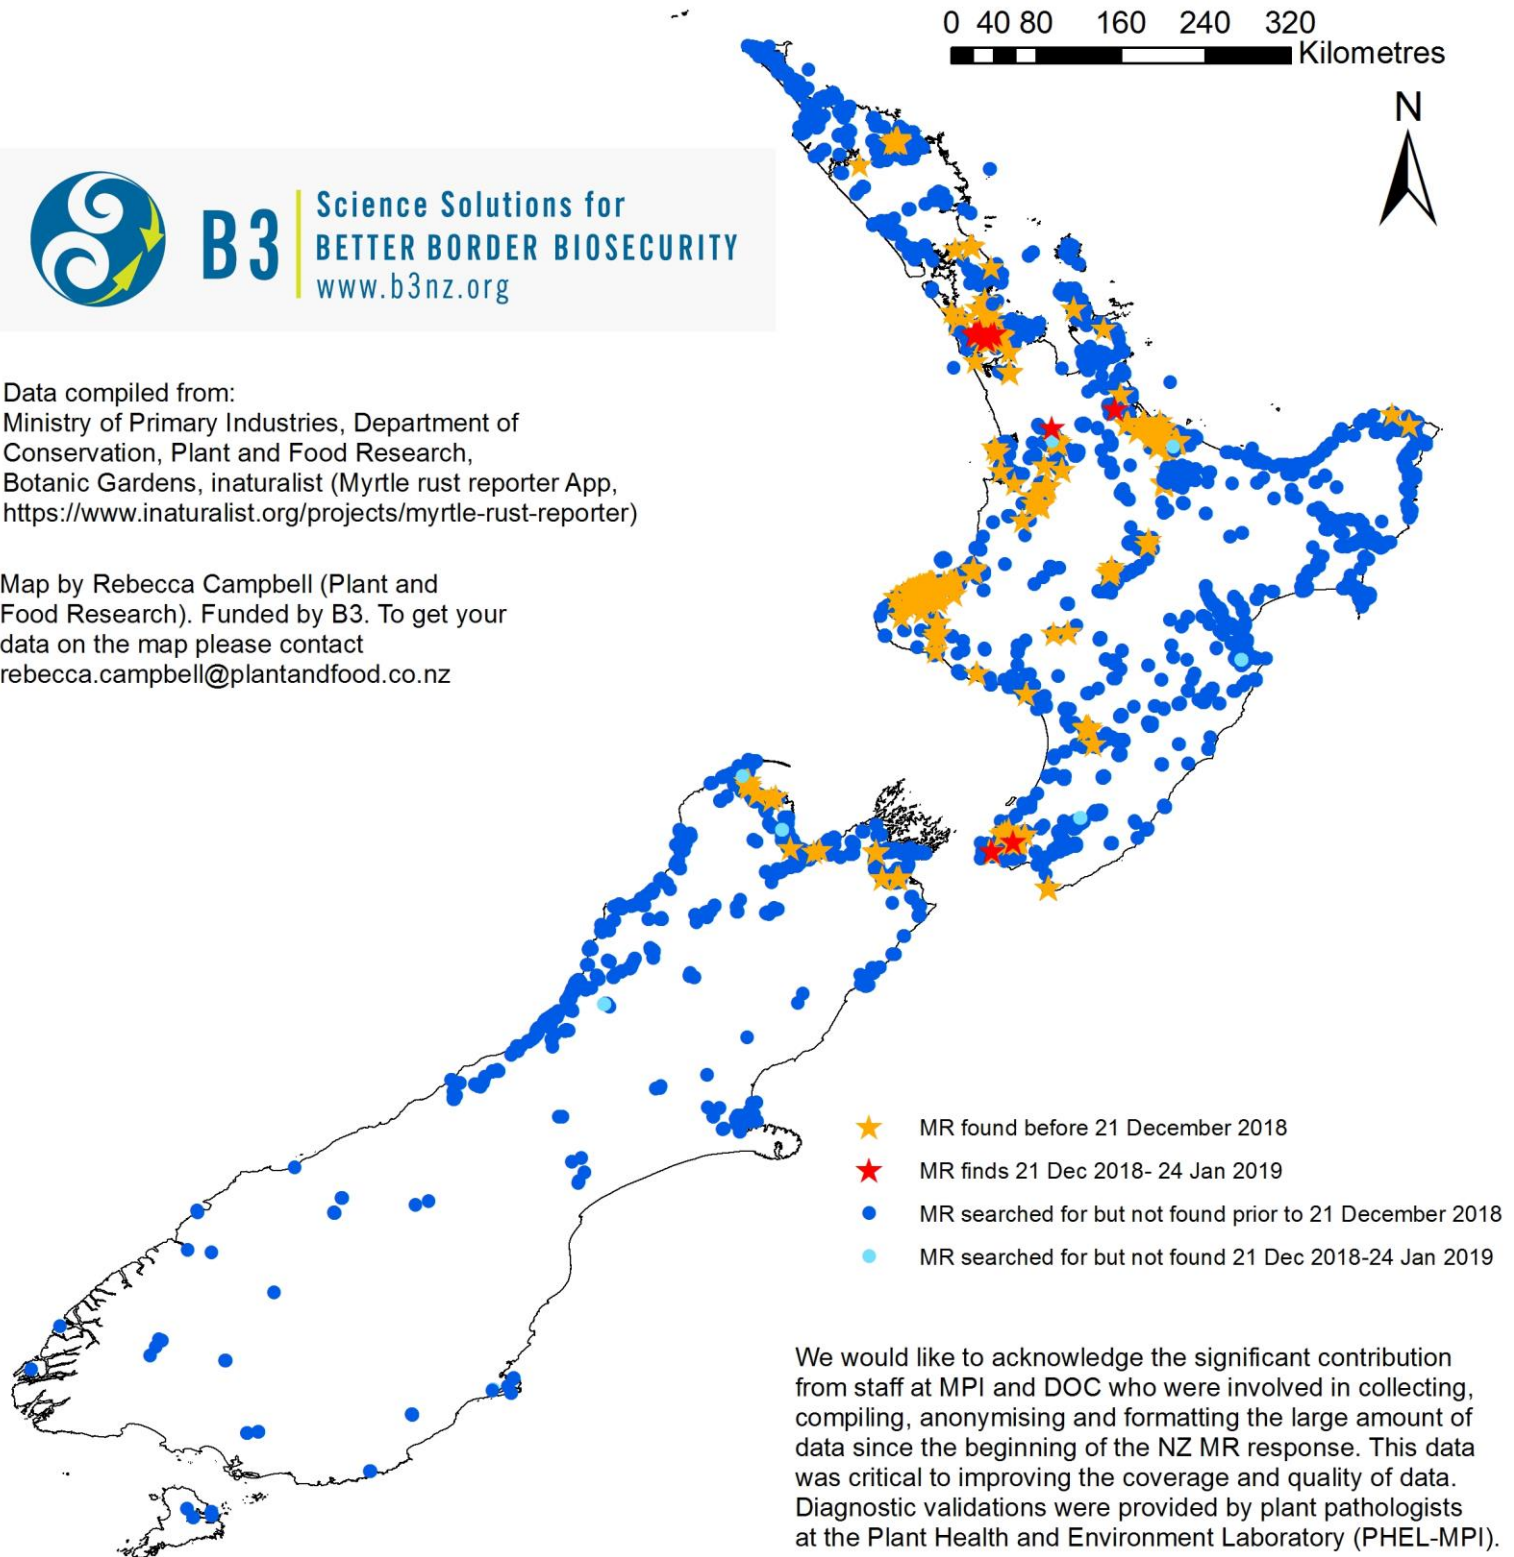 0 40 80 160 240 320
Kilometres
N
B3
Science Solutions for
BETTER BORDER BIOSECURITY
www.b3nz.org
Data compiled from:
Ministry of Primary Industries, Department of
Conservation, Plant and Food Research,
Botanic Gardens, inaturalist (Myrtle rust reporter App,
https://www.inaturalist.org/projects/myrtle-rust-reporter)
Map by Rebecca Campbell (Plant and
Food Research). Funded by B3. To get your
data on the map please contact
rebecca.campbell@plantandfood.co.nz
MR found before 21 December 2018
MR finds 21 Dec 2018- 24 Jan 2019
MR searched for but not found prior to 21 December 2018
MR searched for but not found 21 Dec 2018-24 Jan 2019
We would like to acknowledge the significant contribution
from staff at MPI and DOC who were involved in collecting,
compiling, anonymising and formatting the large amount of
data since the beginning of the NZ MR response. This data
was critical to improving the coverage and quality of data.
Diagnostic validations were provided by plant pathologists
at the Plant Health and Environment Laboratory (PHEL-MPI).